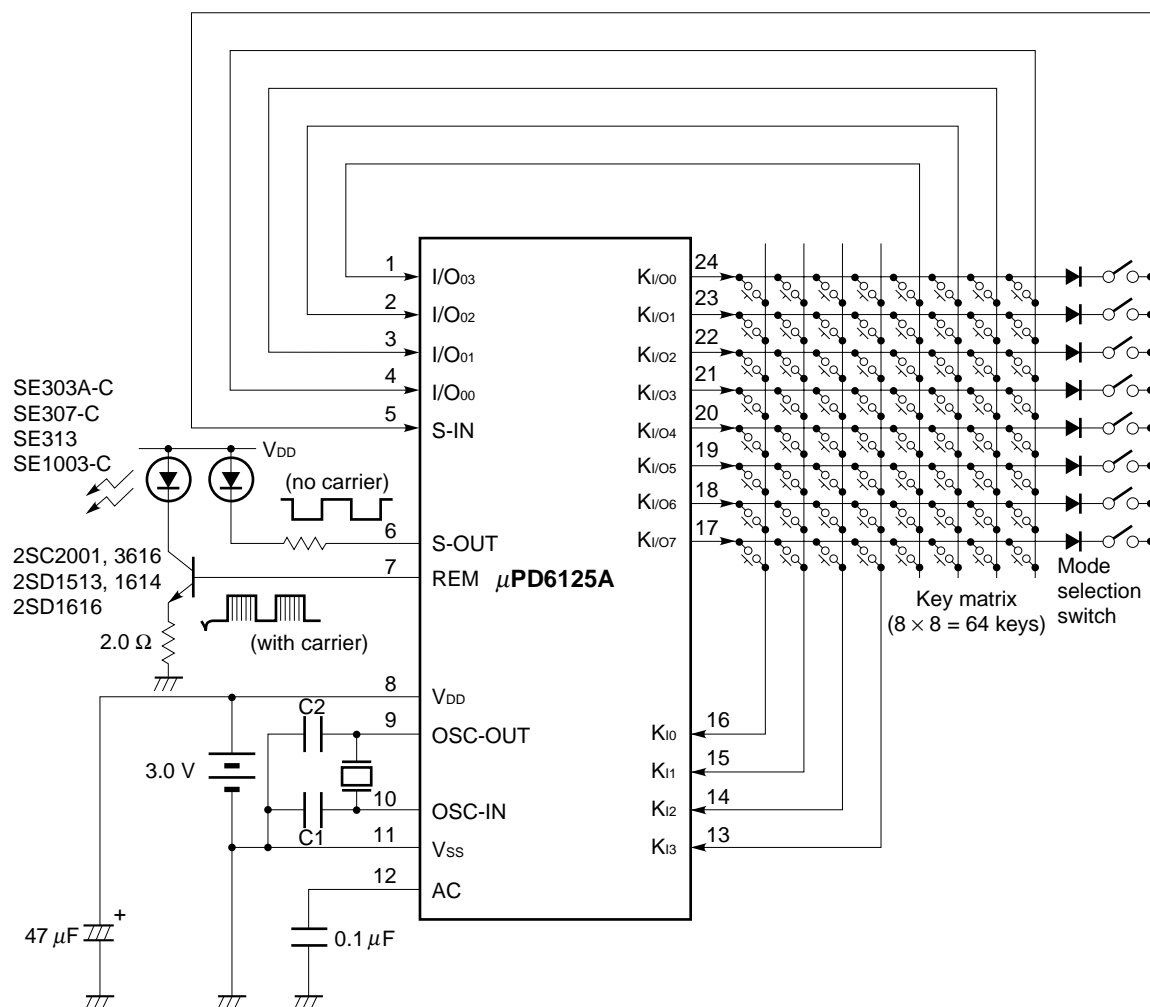 1
I/O03
2
I/O02
3
I/O01
4
I/O00
5
S-IN
SE303A-C
SE307-C
SE313
SE1003-C
VDD
(no carrier)
6
S-OUT
7
REM
μPD6125A
2SC2001, 3616
2SD1513, 1614
2SD1616
(with carrier)
2.0 Ω
8
VDD
C2
9
OSC-OUT
3.0 V
10
OSC-IN
C1
11
VSS
12
AC
+
47 μF
0.1 μF
KI/O0
24
KI/O1
23
KI/O2
22
KI/O3
21
KI/O4
20
KI/O5
19
KI/O6
18
KI/O7
17
Key matrix
(8 × 8 = 64 keys)
Mode
selection
switch
KI0
16
KI1
15
KI2
14
KI3
13